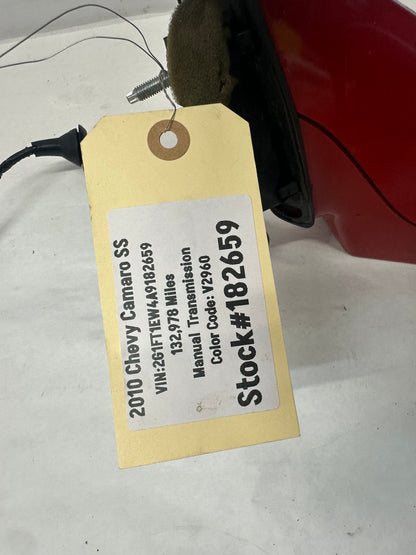 2010 Chevy Camaro SS
VIN:2G1FT1EW4A9182659
132,978 Miles
Manual Transmission
Color Code: V2960
Stock#182659